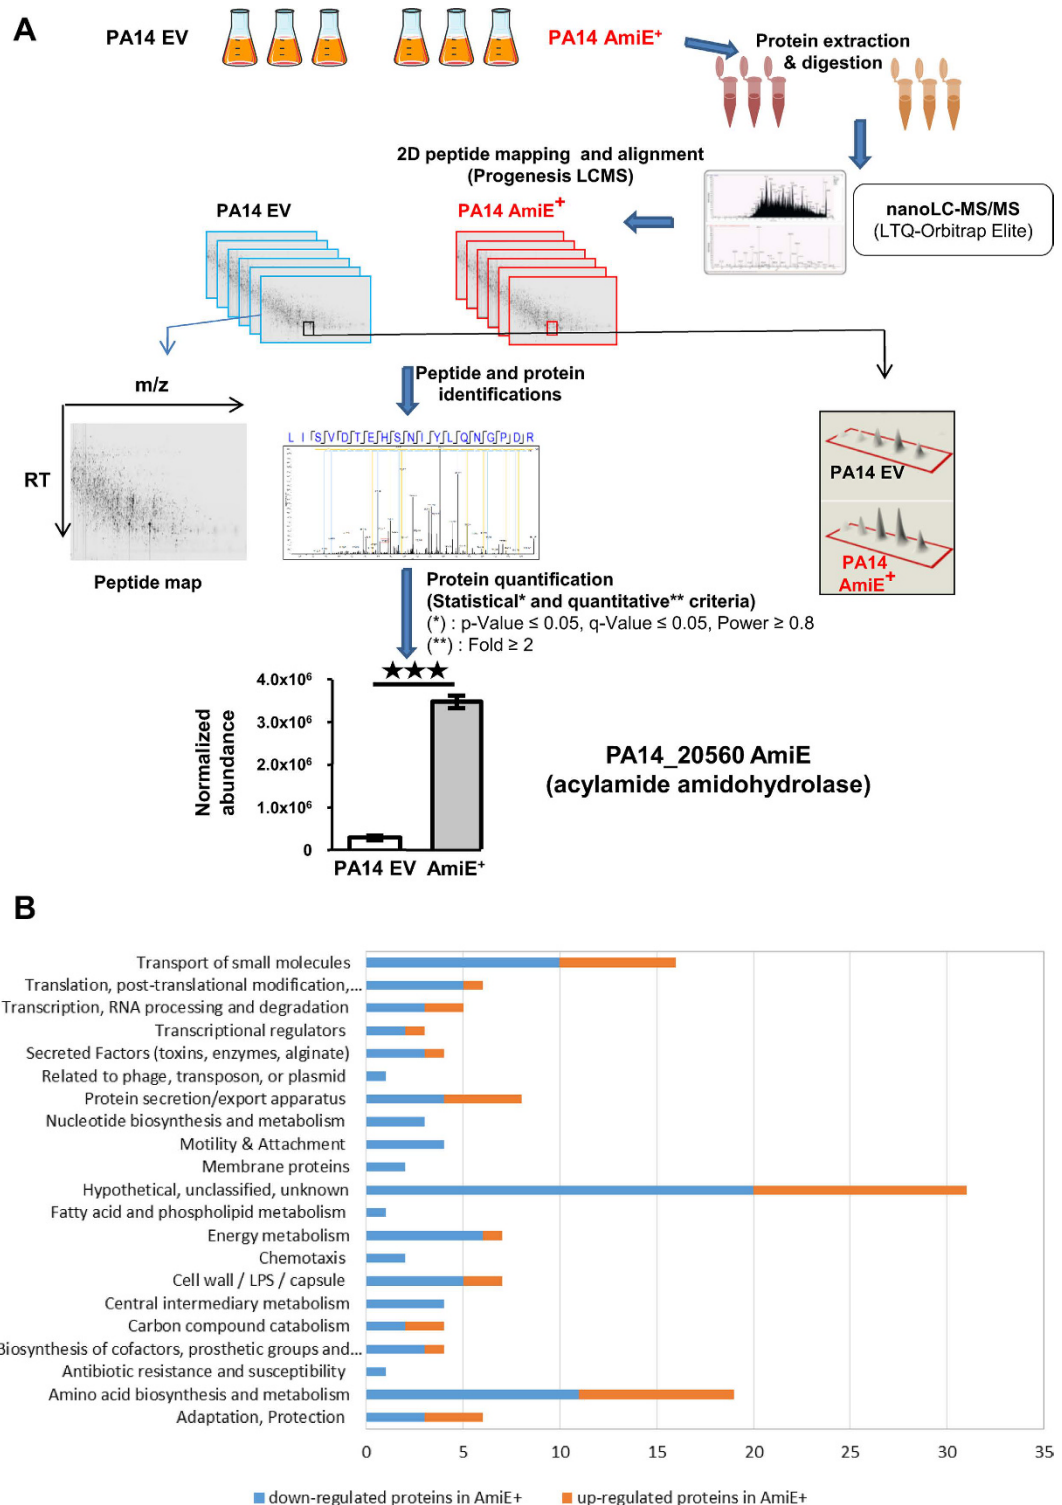 A
PA14 EV
PA14 AmiE+
Protein extraction
& digestion
2D peptide mapping and alignment
(Progenesis LCMS)
nanoLC-MS/MS
(LTQ-Orbitrap Elite)
PA14 EV
PA14 AmiE+
m/z
Peptide and protein
identifications
L I S V D T E H S N I Y L Q N G P D R
RT
PA14 EV
PA14
AmiE+
Peptide map
Protein quantification
(Statistical* and quantitative** criteria)
(*) : p-Value ≤ 0.05, q-Value ≤ 0.05, Power ≥ 0.8
(**) : Fold ≥ 2
★★★
4.0x10⁶
3.0x10⁶
2.0x10⁶
1.0x10⁶
0
Normalized
abundance
PA14 EV AmiE+
PA14_20560 AmiE
(acylamide amidohydrolase)
B
Transport of small molecules
Translation, post-translational modification,...
Transcription, RNA processing and degradation
Transcriptional regulators
Secreted Factors (toxins, enzymes, alginate)
Related to phage, transposon, or plasmid
Protein secretion/export apparatus
Nucleotide biosynthesis and metabolism
Motility & Attachment
Membrane proteins
Hypothetical, unclassified, unknown
Fatty acid and phospholipid metabolism
Energy metabolism
Chemotaxis
Cell wall / LPS / capsule
Central intermediary metabolism
Carbon compound catabolism
Biosynthesis of cofactors, prosthetic groups and...
Antibiotic resistance and susceptibility
Amino acid biosynthesis and metabolism
Adaptation, Protection
0 5 10 15 20 25 30 35
down-regulated proteins in AmiE+
up-regulated proteins in AmiE+